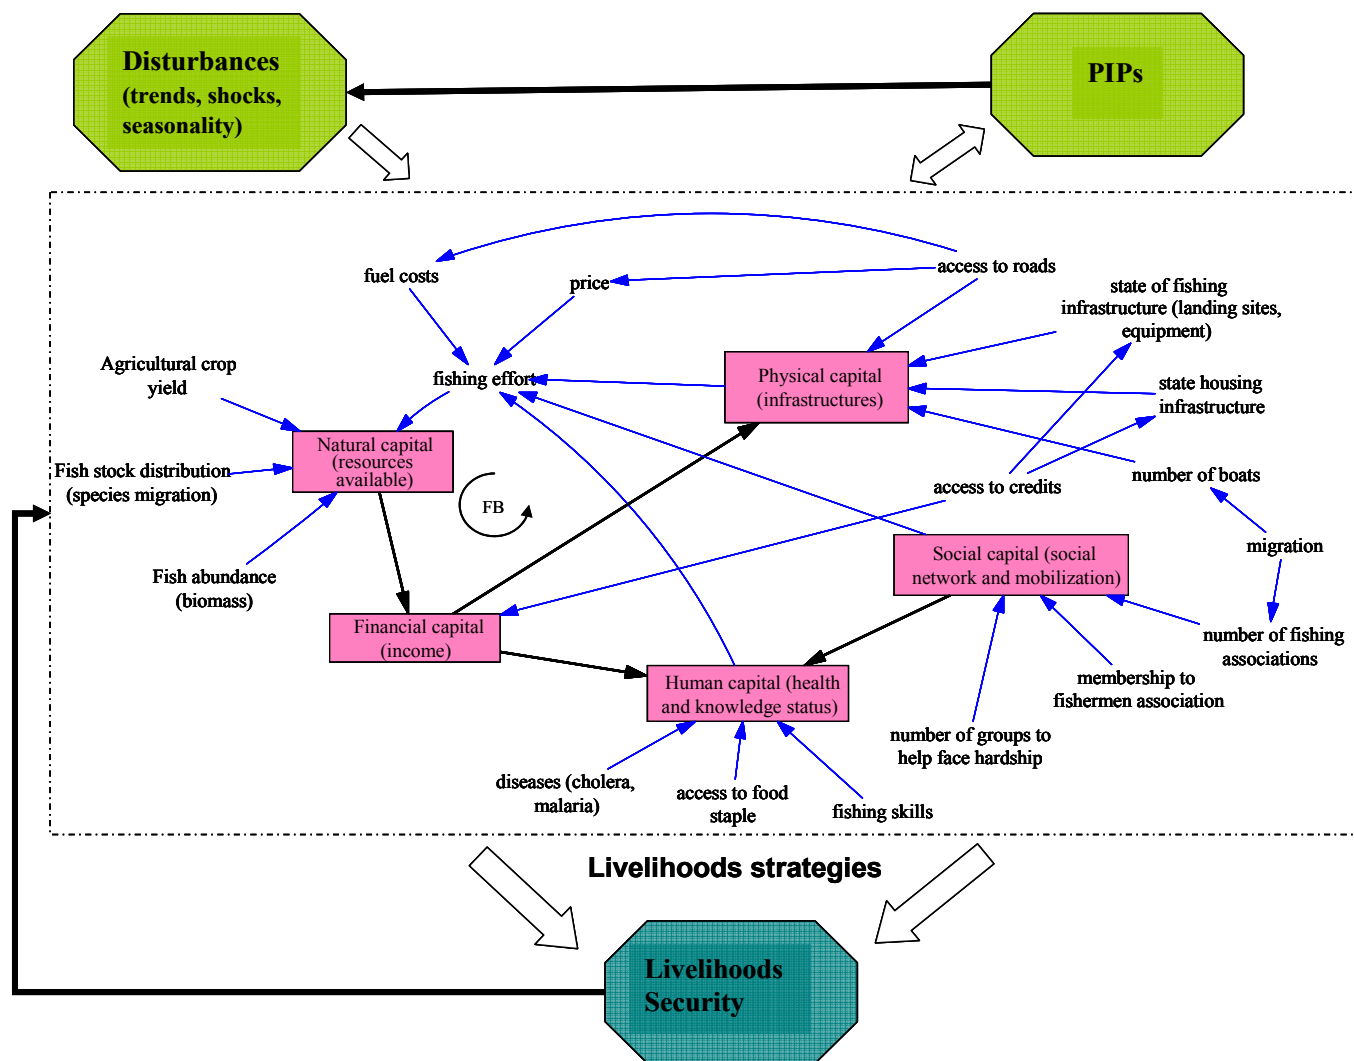 Disturbances
(trends, shocks,
seasonality)
PIPs
fuel costs
price
access to roads
state of fishing
infrastructure (landing sites,
equipment)
Agricultural crop
yield
fishing effort
Physical capital
(infrastructures)
state housing
infrastructure
Natural capital
(resources
available)
Fish stock distribution
(species migration)
FB
access to credits
number of boats
Social capital (social
network and mobilization)
migration
Fish abundance
(biomass)
Financial capital
(income)
number of fishing
associations
Human capital (health
and knowledge status)
membership to
fishermen association
number of groups to
help face hardship
diseases (cholera,
malaria)
access to food
staple
fishing skills
Livelihoods strategies
Livelihoods
Security